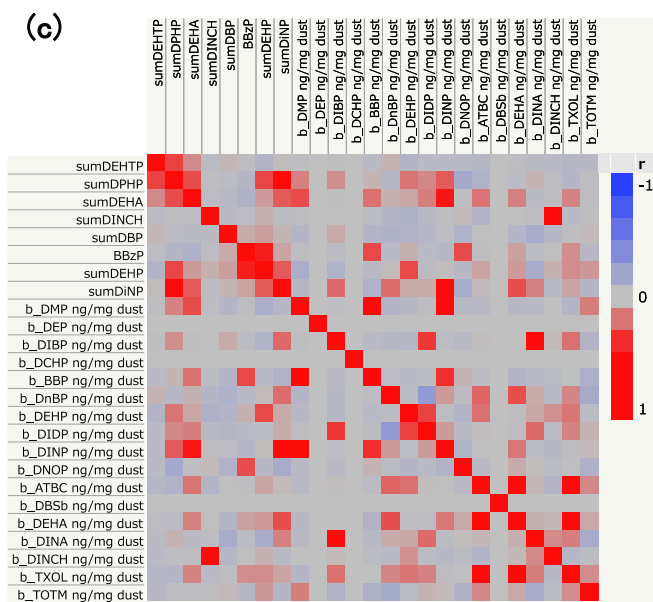 (c)
sumDEHTP
sumDPHP
sumDEHA
sumDINCH
sumDBP
BBzP
sumDEHP
sumDiNP
b_DMP ng/mg dust
b_DEP ng/mg dust
b_DIBP ng/mg dust
b_DCHP ng/mg dust
b_BBP ng/mg dust
b_DnBP ng/mg dust
b_DEHP ng/mg dust
b_DIDP ng/mg dust
b_DINP ng/mg dust
b_DNOP ng/mg dust
b_ATBC ng/mg dust
b_DBSb ng/mg dust
b_DEHA ng/mg dust
b_DINA ng/mg dust
b_DINCH ng/mg dust
b_TXOL ng/mg dust
b_TOTM ng/mg dust
sumDEHTP
sumDPHP
sumDEHA
sumDINCH
sumDBP
BBzP
sumDEHP
sumDiNP
b_DMP ng/mg dust
b_DEP ng/mg dust
b_DIBP ng/mg dust
b_DCHP ng/mg dust
b_BBP ng/mg dust
b_DnBP ng/mg dust
b_DEHP ng/mg dust
b_DIDP ng/mg dust
b_DINP ng/mg dust
b_DNOP ng/mg dust
b_ATBC ng/mg dust
b_DBSb ng/mg dust
b_DEHA ng/mg dust
b_DINA ng/mg dust
b_DINCH ng/mg dust
b_TXOL ng/mg dust
b_TOTM ng/mg dust
r
-1
0
1